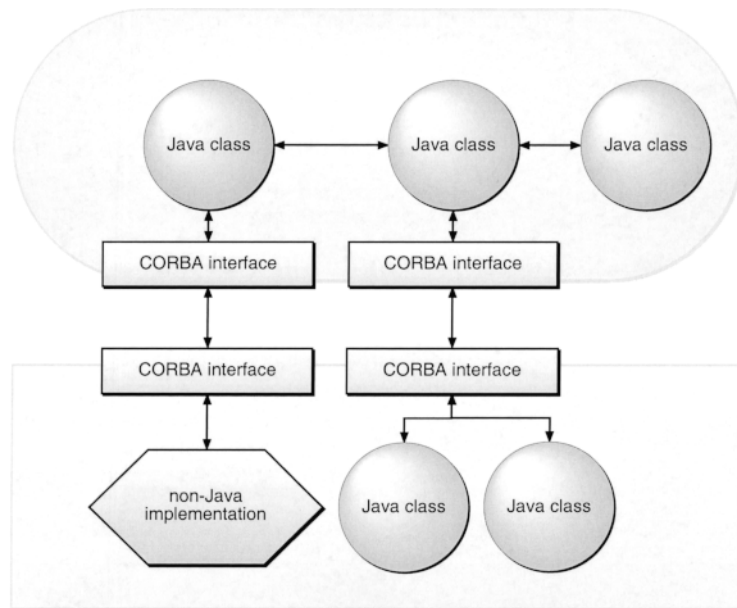 Java class
Java class
Java class
CORBA interface
CORBA interface
CORBA interface
CORBA interface
non-Java
implementation
Java class
Java class